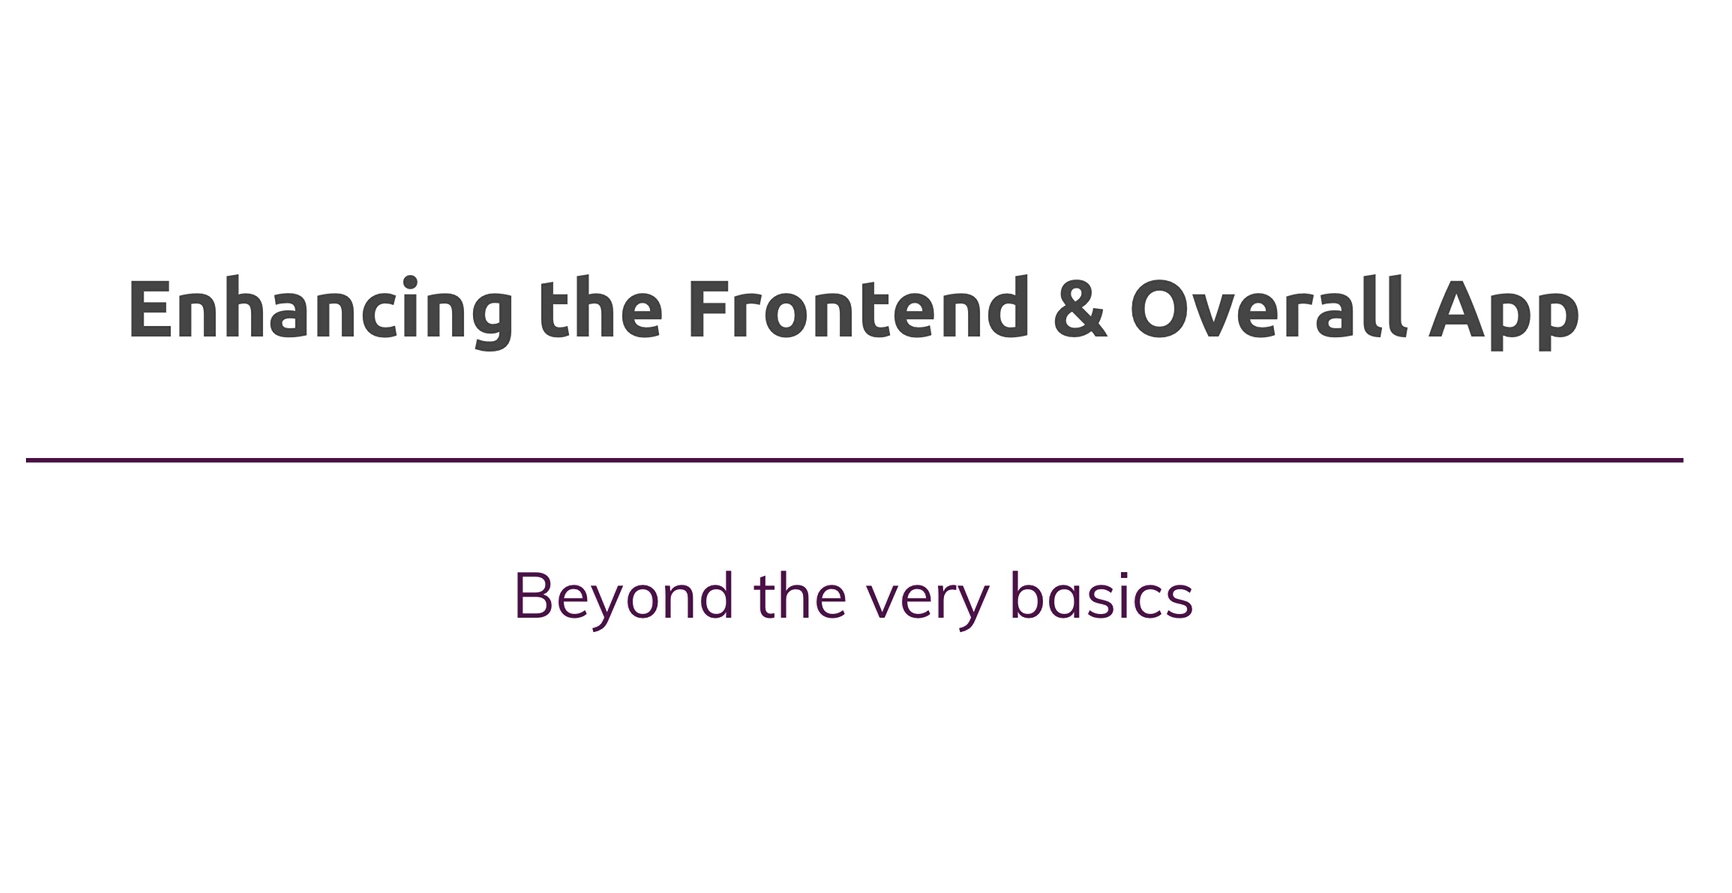 Enhancing the Frontend & Overall App
Beyond the very basics